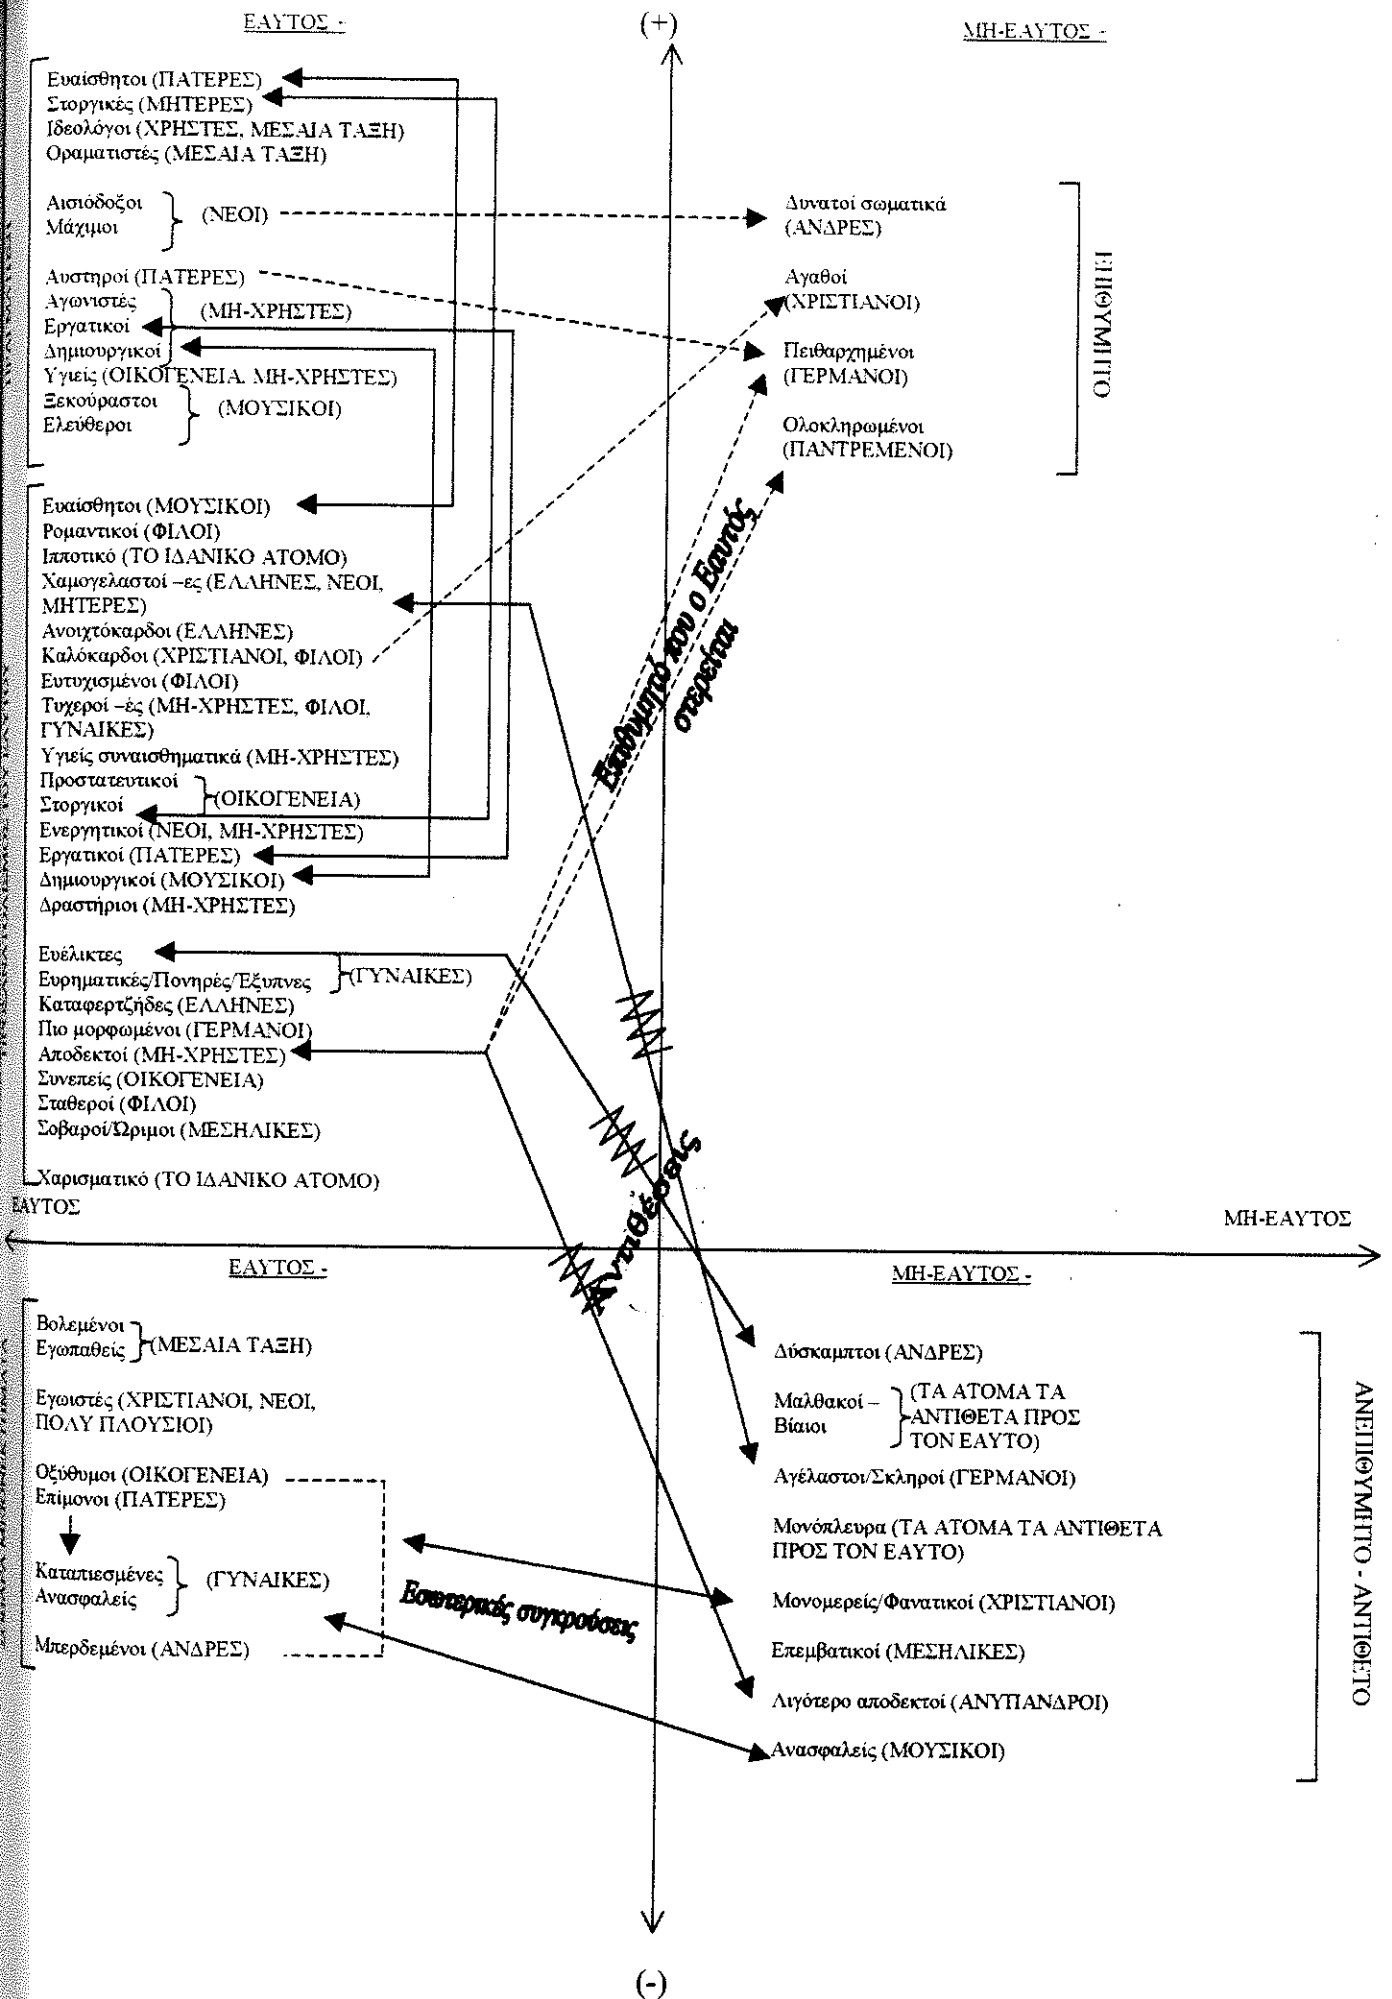 ΕΑΥΤΟΣ -
(+)
ΜΗ-ΕΑΥΤΟΣ -
Ευαίσθητοι (ΠΑΤΕΡΕΣ)
Στοργικές (ΜΗΤΕΡΕΣ)
Ιδεολόγοι (ΧΡΗΣΤΕΣ, ΜΕΣΑΙΑ ΤΑΞΗ)
Οραματιστές (ΜΕΣΑΙΑ ΤΑΞΗ)
Αισιόδοξοι
Μάχιμοι
(ΝΕΟΙ)
Αυστηροί (ΠΑΤΕΡΕΣ)
Αγωνιστές
Εργατικοί
Δημιουργικοί
(ΜΗ-ΧΡΗΣΤΕΣ)
Υγιείς (ΟΙΚΟΓΕΝΕΙΑ. ΜΗ-ΧΡΗΣΤΕΣ)
Ξεκούραστοι
Ελεύθεροι
(ΜΟΥΣΙΚΟΙ)
Δυνατοί σωματικά
(ΑΝΔΡΕΣ)
Αγαθοί
(ΧΡΙΣΤΙΑΝΟΙ)
Πειθαρχημένοι
(ΓΕΡΜΑΝΟΙ)
Ολοκληρωμένοι
(ΠΑΝΤΡΕΜΕΝΟΙ)
ΕΠΙΘΥΜΗΤΟ
Ευαίσθητοι (ΜΟΥΣΙΚΟΙ)
Ρομαντικοί (ΦΙΛΟΙ)
Ιπποτικό (ΤΟ ΙΔΑΝΙΚΟ ΑΤΟΜΟ)
Χαμογελαστοί –ες (ΕΛΛΗΝΕΣ, ΝΕΟΙ,
ΜΗΤΕΡΕΣ)
Ανοιχτόκαρδοι (ΕΛΛΗΝΕΣ)
Καλόκαρδοι (ΧΡΙΣΤΙΑΝΟΙ, ΦΙΛΟΙ)
Ευτυχισμένοι (ΦΙΛΟΙ)
Τυχεροί –ές (ΜΗ-ΧΡΗΣΤΕΣ, ΦΙΛΟΙ,
ΓΥΝΑΙΚΕΣ)
Υγιείς συναισθηματικά (ΜΗ-ΧΡΗΣΤΕΣ)
Προστατευτικοί
Στοργικοί
(ΟΙΚΟΓΕΝΕΙΑ)
Ενεργητικοί (ΝΕΟΙ, ΜΗ-ΧΡΗΣΤΕΣ)
Εργατικοί (ΠΑΤΕΡΕΣ)
Δημιουργικοί (ΜΟΥΣΙΚΟΙ)
Δραστήριοι (ΜΗ-ΧΡΗΣΤΕΣ)
Ευέλικτες
Ευρηματικές/Πονηρές/Έξυπνες
(ΓΥΝΑΙΚΕΣ)
Καταφερτζήδες (ΕΛΛΗΝΕΣ)
Πιο μορφωμένοι (ΓΕΡΜΑΝΟΙ)
Αποδεκτοί (ΜΗ-ΧΡΗΣΤΕΣ)
Συνεπείς (ΟΙΚΟΓΕΝΕΙΑ)
Σταθεροί (ΦΙΛΟΙ)
Σοβαροί/Ώριμοι (ΜΕΣΗΛΙΚΕΣ)
Χαρισματικό (ΤΟ ΙΔΑΝΙΚΟ ΑΤΟΜΟ)
Επιθυμητό που ο Εαυτός
στερείται
Αντιθέσεις
ΕΑΥΤΟΣ
ΜΗ-ΕΑΥΤΟΣ
ΕΑΥΤΟΣ -
ΜΗ-ΕΑΥΤΟΣ -
Βολεμένοι
Εγωπαθείς
(ΜΕΣΑΙΑ ΤΑΞΗ)
Εγωιστές (ΧΡΙΣΤΙΑΝΟΙ, ΝΕΟΙ,
ΠΟΛΥ ΠΛΟΥΣΙΟΙ)
Οξύθυμοι (ΟΙΚΟΓΕΝΕΙΑ)
Επίμονοι (ΠΑΤΕΡΕΣ)
Καταπιεσμένες
Ανασφαλείς
(ΓΥΝΑΙΚΕΣ)
Μπερδεμένοι (ΑΝΔΡΕΣ)
Εσωτερικές συγκρούσεις
Δύσκαμπτοι (ΑΝΔΡΕΣ)
Μαλθακοί –
Βίαιοι
(ΤΑ ΑΤΟΜΑ ΤΑ
ΑΝΤΙΘΕΤΑ ΠΡΟΣ
ΤΟΝ ΕΑΥΤΟ)
Αγέλαστοι/Σκληροί (ΓΕΡΜΑΝΟΙ)
Μονόπλευρα (ΤΑ ΑΤΟΜΑ ΤΑ ΑΝΤΙΘΕΤΑ
ΠΡΟΣ ΤΟΝ ΕΑΥΤΟ)
Μονομερείς/Φανατικοί (ΧΡΙΣΤΙΑΝΟΙ)
Επεμβατικοί (ΜΕΣΗΛΙΚΕΣ)
Λιγότερο αποδεκτοί (ΑΝΥΠΑΝΔΡΟΙ)
Ανασφαλείς (ΜΟΥΣΙΚΟΙ)
ΑΝΕΠΙΘΥΜΗΤΟ - ΑΝΤΙΘΕΤΟ
(-)